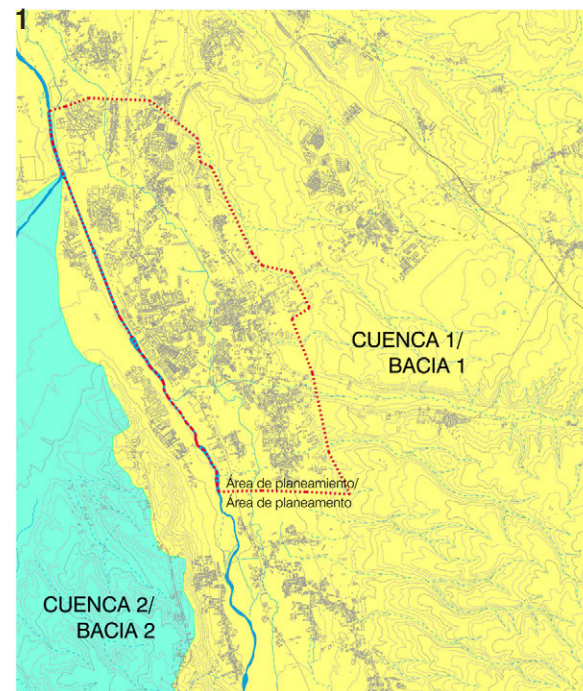 1
CUENCA 1/
BACIA 1
Área de planeamiento/
Área de planeamento
CUENCA 2/
BACIA 2